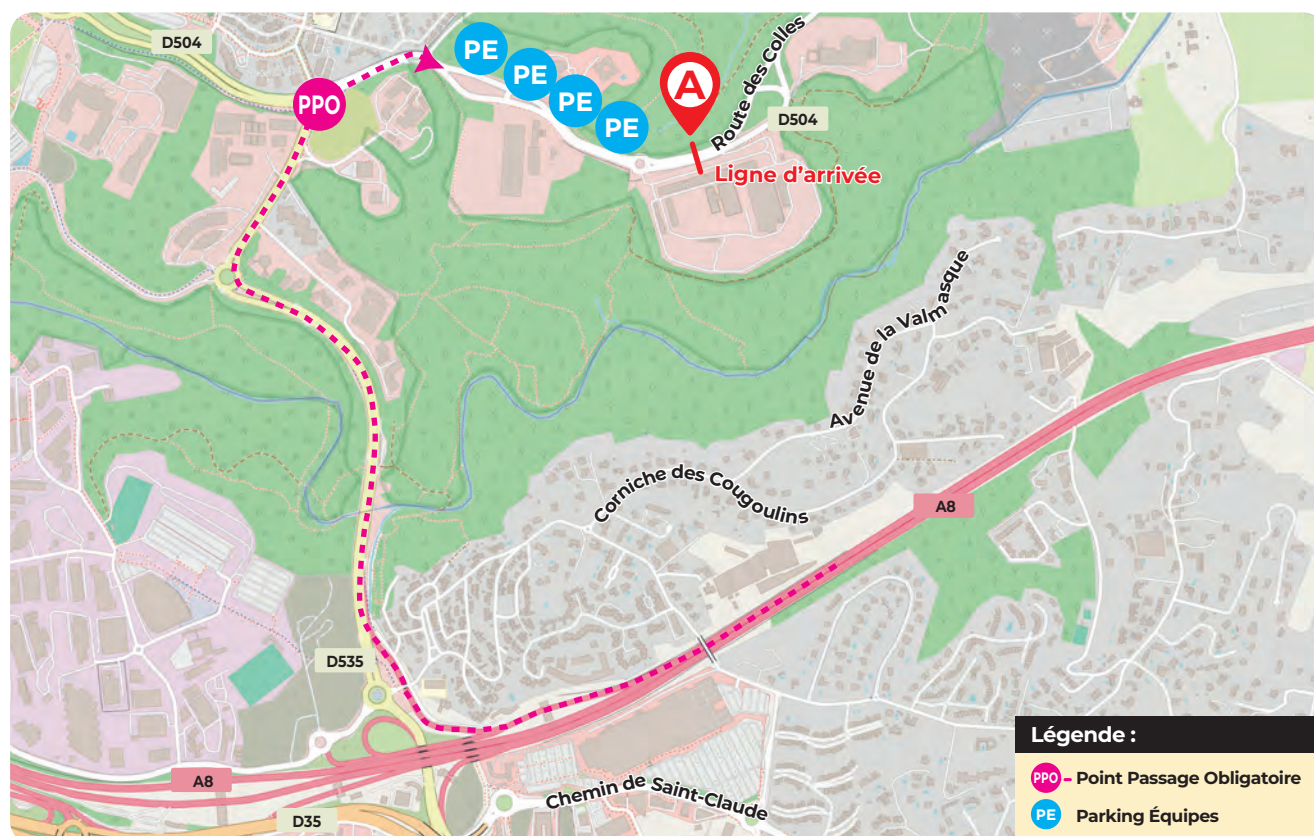 D504
PPO
PE
PE
PE
PE
A
Route des Colles
D504
Ligne d'arrivée
Avenue de la Valmasque
Corniche des Cougoulins
A8
D535
A8
D35
Chemin de Saint-Claude
Légende :
PPO - Point Passage Obligatoire
PE Parking Équipes